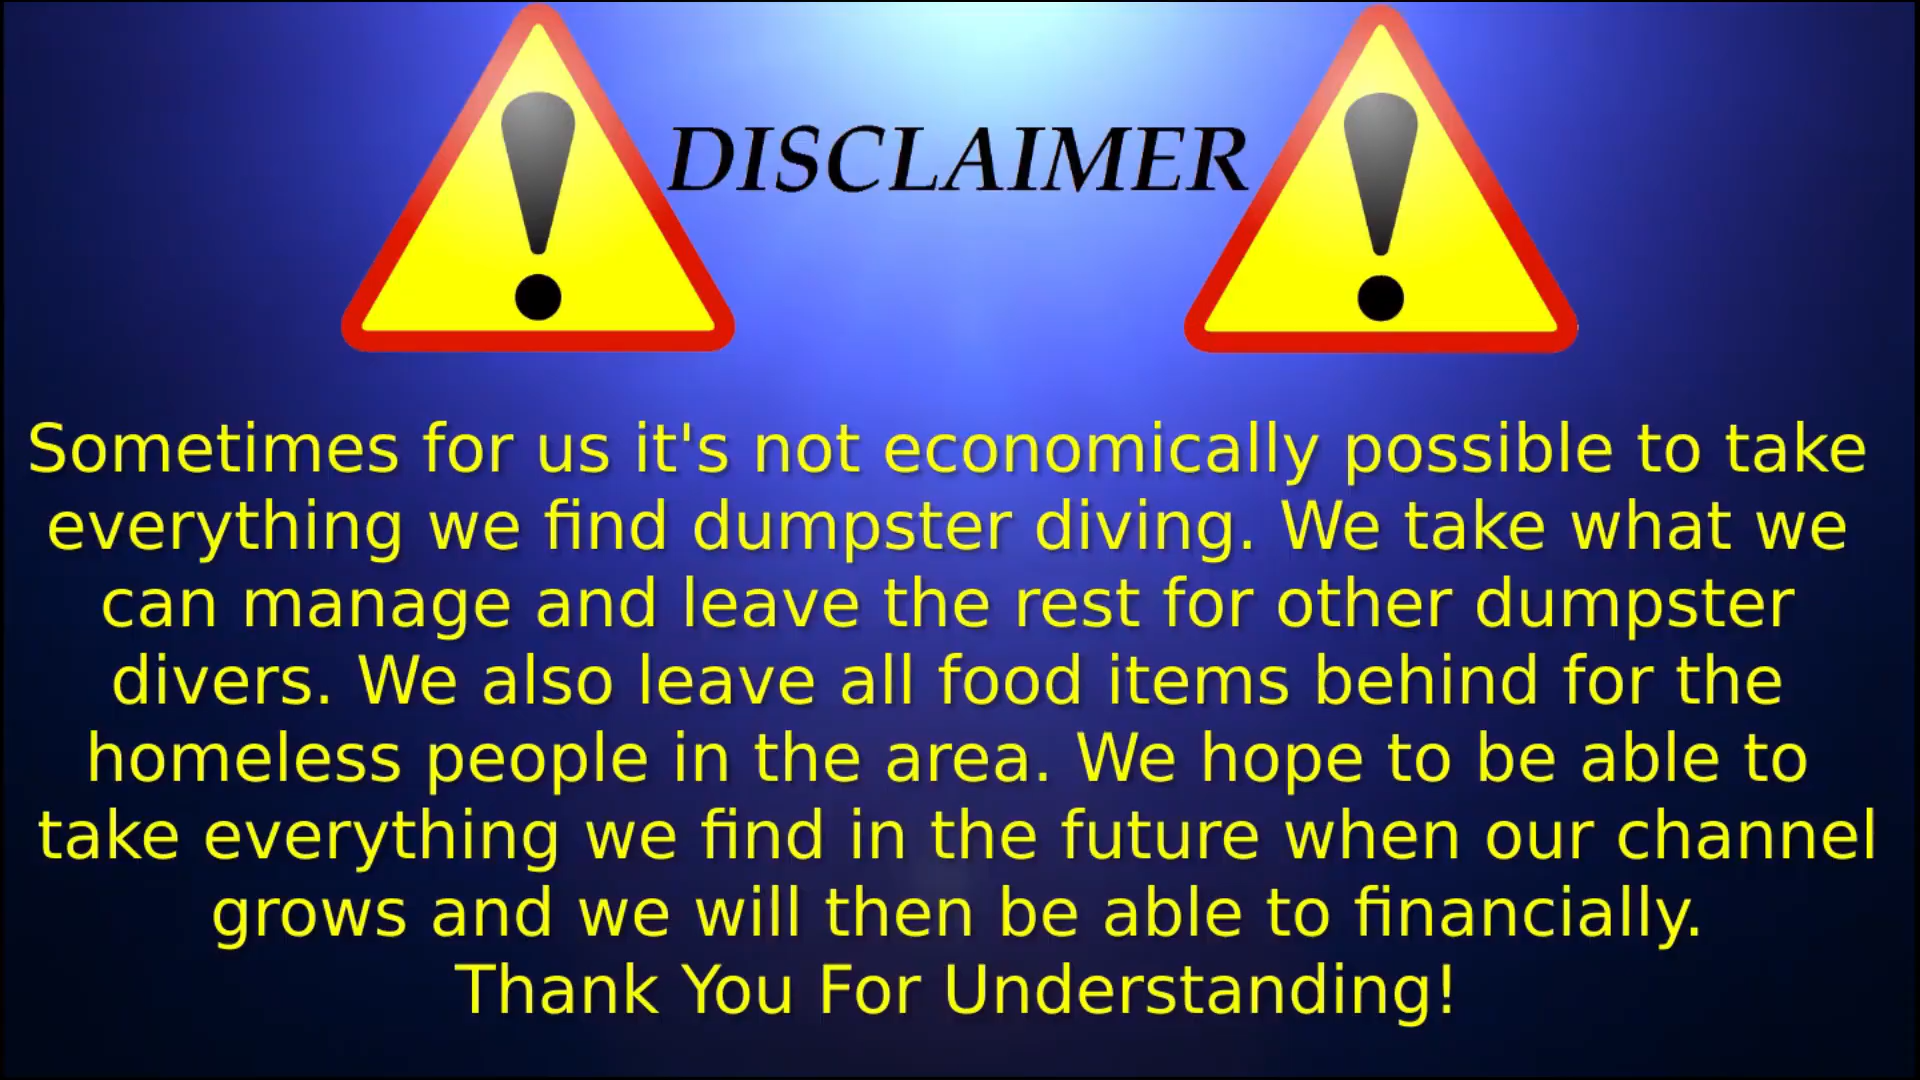 DISCLAIMER
Sometimes for us it's not economically possible to take
everything we find dumpster diving. We take what we
can manage and leave the rest for other dumpster
divers. We also leave all food items behind for the
homeless people in the area. We hope to be able to
take everything we find in the future when our channel
grows and we will then be able to financially.
Thank You For Understanding!